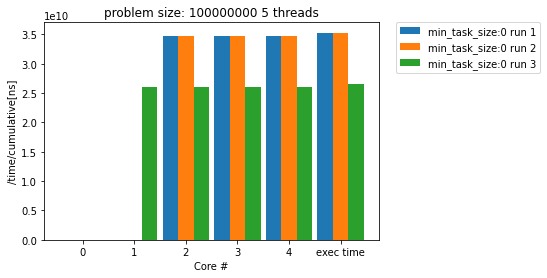 problem size: 100000000 5 threads
1e10
3.5
3.0
2.5
2.0
1.5
1.0
0.5
0.0
/time/cumulative[ns]
0 1 2 3 4 exec time
Core #
min_task_size:0 run 1
min_task_size:0 run 2
min_task_size:0 run 3